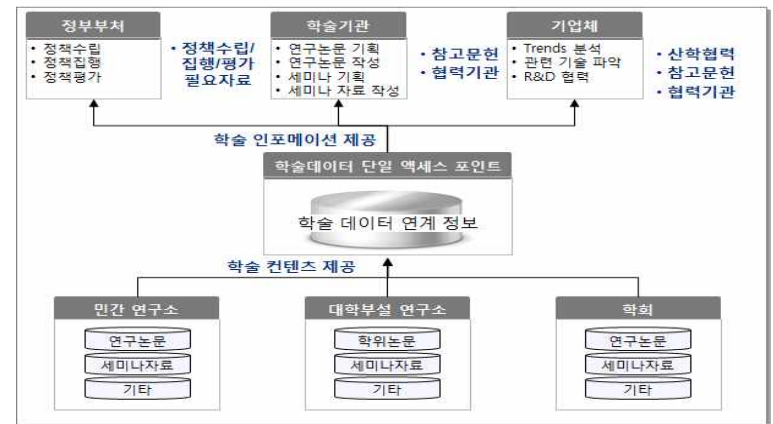 정부부처
• 정책수립
• 정책집행
• 정책평가
• 정책수립/
집행/평가
필요자료
학술기관
• 연구논문 기획
• 연구논문 작성
• 세미나 기획
• 세미나 자료 작성
• 참고문헌
• 협력기관
기업체
• Trends 분석
• 관련 기술 파악
• R&D 협력
• 산학협력
• 참고문헌
• 협력기관
학술 인포메이션 제공
학술데이터 단일 액세스 포인트
학술 데이터 연계 정보
학술 컨텐츠 제공
민간 연구소
연구논문
세미나자료
기타
대학부설 연구소
학위논문
세미나자료
기타
학회
연구논문
세미나자료
기타